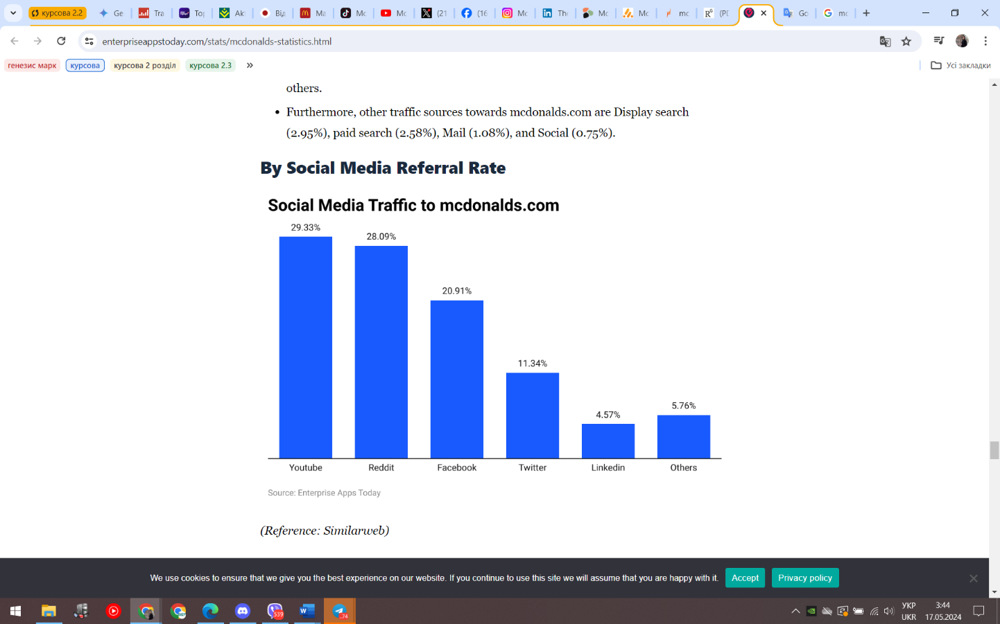 курсова 2.2
Ge
Tra
Top
Akt
Від
Ma
Mc
Mc
(21
(16
Mc
The
Mc
Mc
mc
(PD
Go
mc
enterpriseappstoday.com/stats/mcdonalds-statistics.html
генезис марк
курсова
курсова 2 розділ
курсова 2.3
»
Усі закладки
others.
• Furthermore, other traffic sources towards mcdonalds.com are Display search
(2.95%), paid search (2.58%), Mail (1.08%), and Social (0.75%).
By Social Media Referral Rate
Social Media Traffic to mcdonalds.com
29.33%
28.09%
20.91%
11.34%
4.57%
5.76%
Youtube
Reddit
Facebook
Twitter
Linkedin
Others
Source: Enterprise Apps Today
(Reference: Similarweb)
We use cookies to ensure that we give you the best experience on our website. If you continue to use this site we will assume that you are happy with it.
Accept
Privacy policy
539
..74
УКР
UKR
3:44
17.05.2024